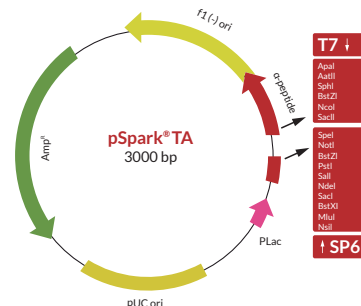 f1 (-) ori
α-peptide
T7 ↓
ApaI
AatII
SphI
BstZI
NcoI
SacII
SpeI
NotI
BstZI
PstI
SalI
NdeI
SacI
BstXI
MluI
NsiI
↑ SP6
pSpark® TA
3000 bp
Ampᴿ
PLac
pUC ori